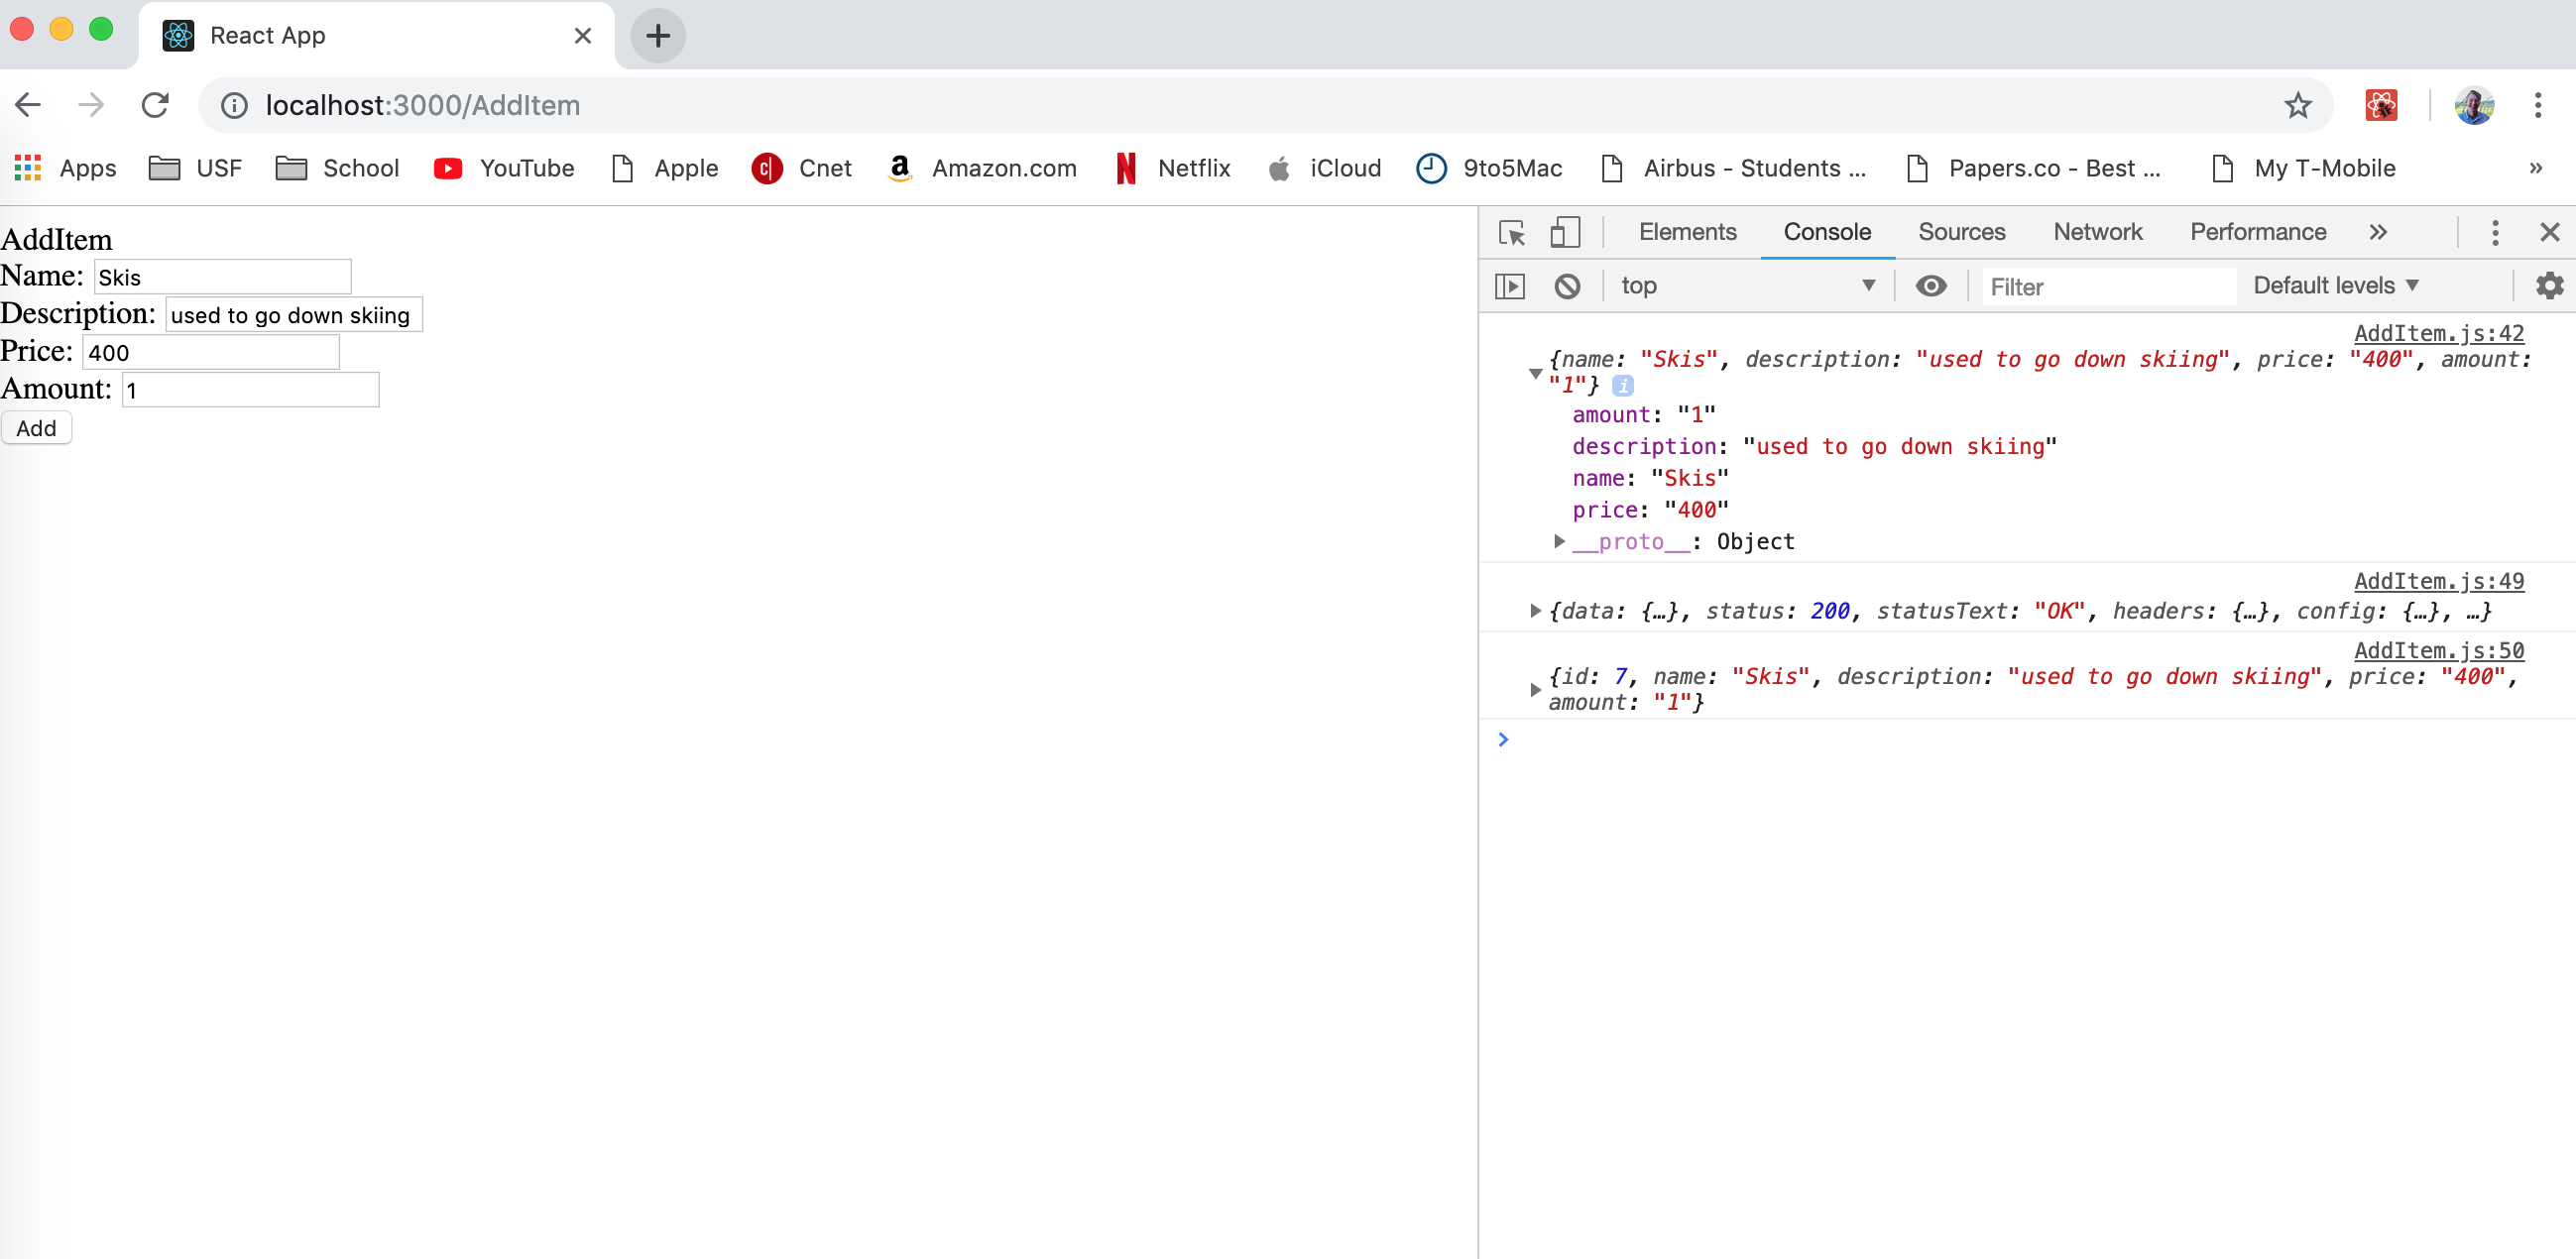 React App
localhost:3000/AddItem
Apps USF School YouTube Apple Cnet Amazon.com Netflix iCloud 9to5Mac Airbus - Students ... Papers.co - Best ... My T-Mobile »
AddItem
Name: Skis
Description: used to go down skiing
Price: 400
Amount: 1
Add
Elements Console Sources Network Performance »
top Filter Default levels
AddItem.js:42
{name: "Skis", description: "used to go down skiing", price: "400", amount:
"1"} i
amount: "1"
description: "used to go down skiing"
name: "Skis"
price: "400"
__proto__: Object
AddItem.js:49
{data: {…}, status: 200, statusText: "OK", headers: {…}, config: {…}, …}
AddItem.js:50
{id: 7, name: "Skis", description: "used to go down skiing", price: "400",
amount: "1"}